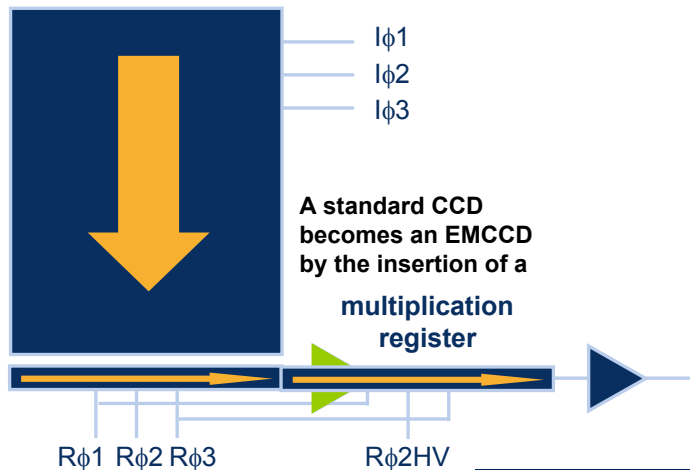 Iϕ1
Iϕ2
Iϕ3
A standard CCD
becomes an EMCCD
by the insertion of a
multiplication
register
Rϕ1 Rϕ2 Rϕ3 Rϕ2HV